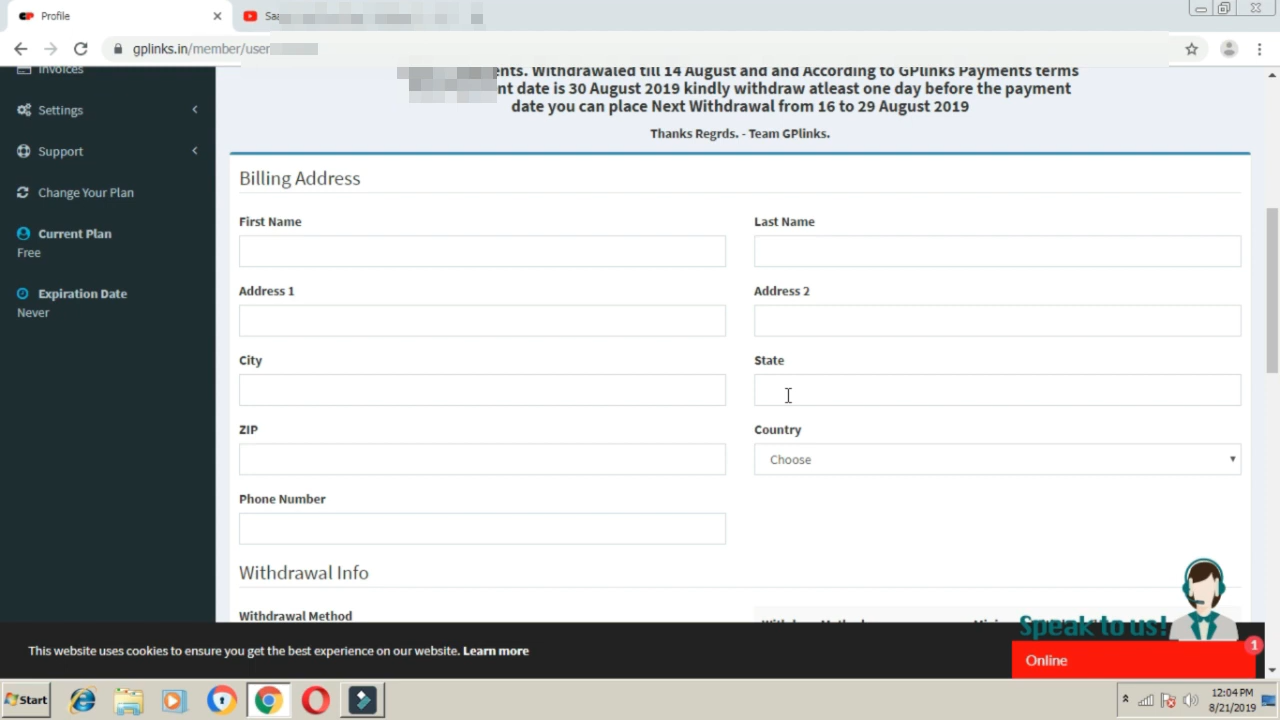 Profile
gplinks.in/member/user
Invoices
Settings
Support
Change Your Plan
Current Plan
Free
Expiration Date
Never
Withdrawaled till 14 August and and According to GPlinks Payments terms
date is 30 August 2019 kindly withdraw atleast one day before the payment
date you can place Next Withdrawal from 16 to 29 August 2019
Thanks Regrds. - Team GPlinks.
Billing Address
First Name
Last Name
Address 1
Address 2
City
State
ZIP
Country
Choose
Phone Number
Withdrawal Info
Withdrawal Method
Speak to us!
1
Online
This website uses cookies to ensure you get the best experience on our website. Learn more
Start
12:04 PM
8/21/2019